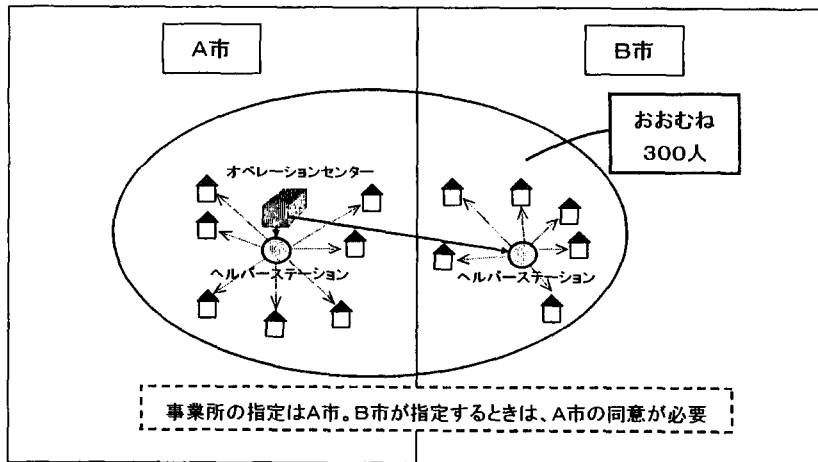 A市
B市
おおむね
300人
オペレーションセンター
ヘルパーステーション
ヘルパーステーション
事業所の指定はA市。B市が指定するときは、A市の同意が必要